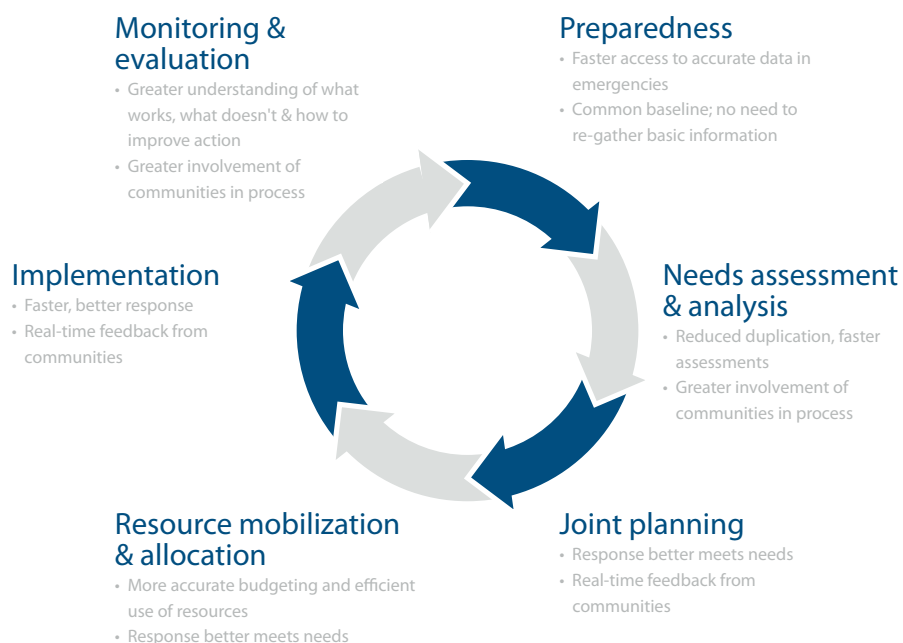 Monitoring &
evaluation
• Greater understanding of what
works, what doesn't & how to
improve action
• Greater involvement of
communities in process
Preparedness
• Faster access to accurate data in
emergencies
• Common baseline; no need to
re-gather basic information
Needs assessment
& analysis
• Reduced duplication, faster
assessments
• Greater involvement of
communities in process
Joint planning
• Response better meets needs
• Real-time feedback from
communities
Resource mobilization
& allocation
• More accurate budgeting and efficient
use of resources
• Response better meets needs
Implementation
• Faster, better response
• Real-time feedback from
communities